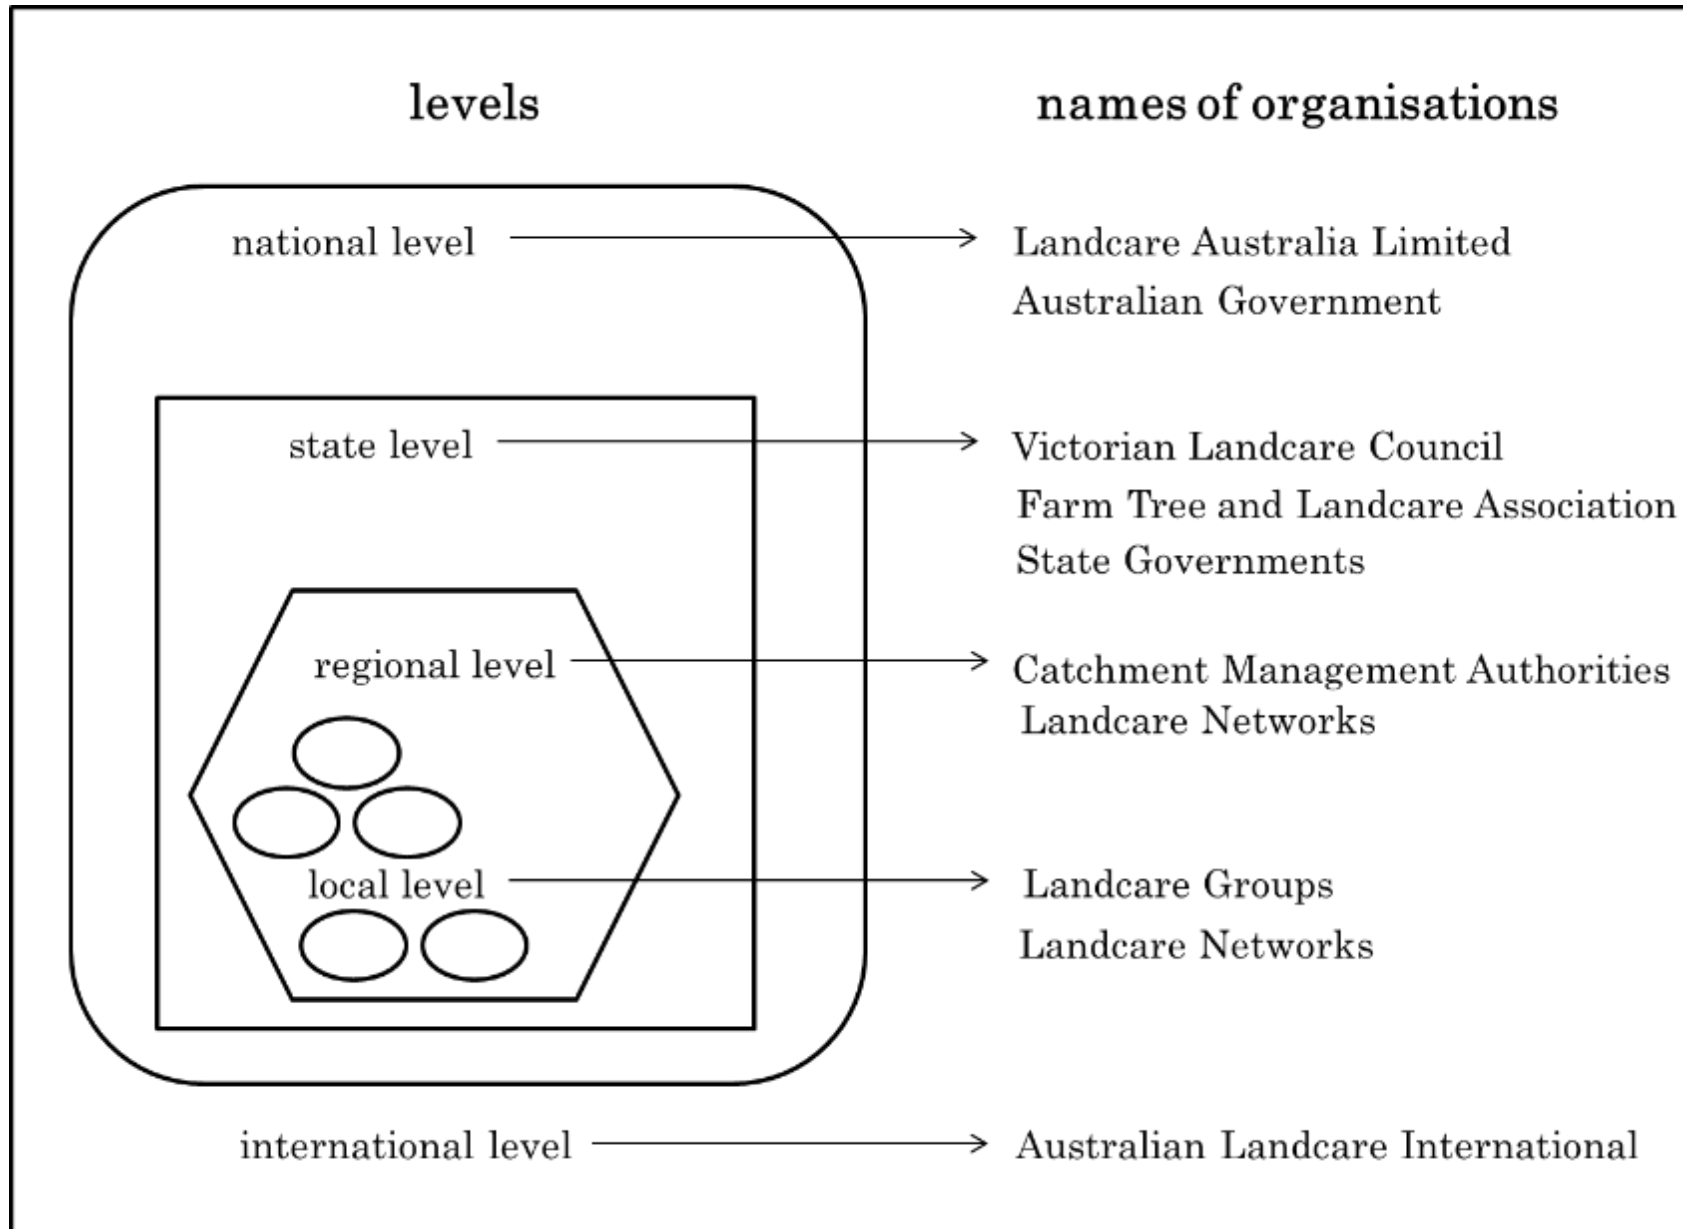 levels names of organisations
national level Landcare Australia Limited
Australian Government
state level Victorian Landcare Council
Farm Tree and Landcare Association
State Governments
regional level Catchment Management Authorities
Landcare Networks
local level Landcare Groups
Landcare Networks
international level Australian Landcare International